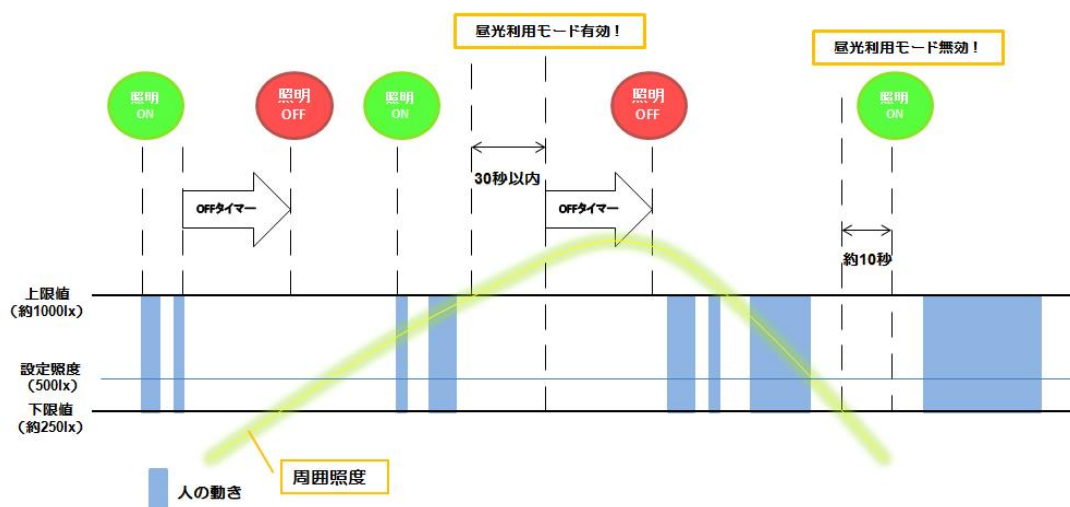 昼光利用モード有効！
昼光利用モード無効！
照明
ON
照明
OFF
照明
ON
照明
OFF
照明
ON
30秒以内
OFFタイマー
OFFタイマー
約10秒
上限値
（約1000lx）
設定照度
（500lx）
下限値
（約250lx）
周囲照度
人の動き